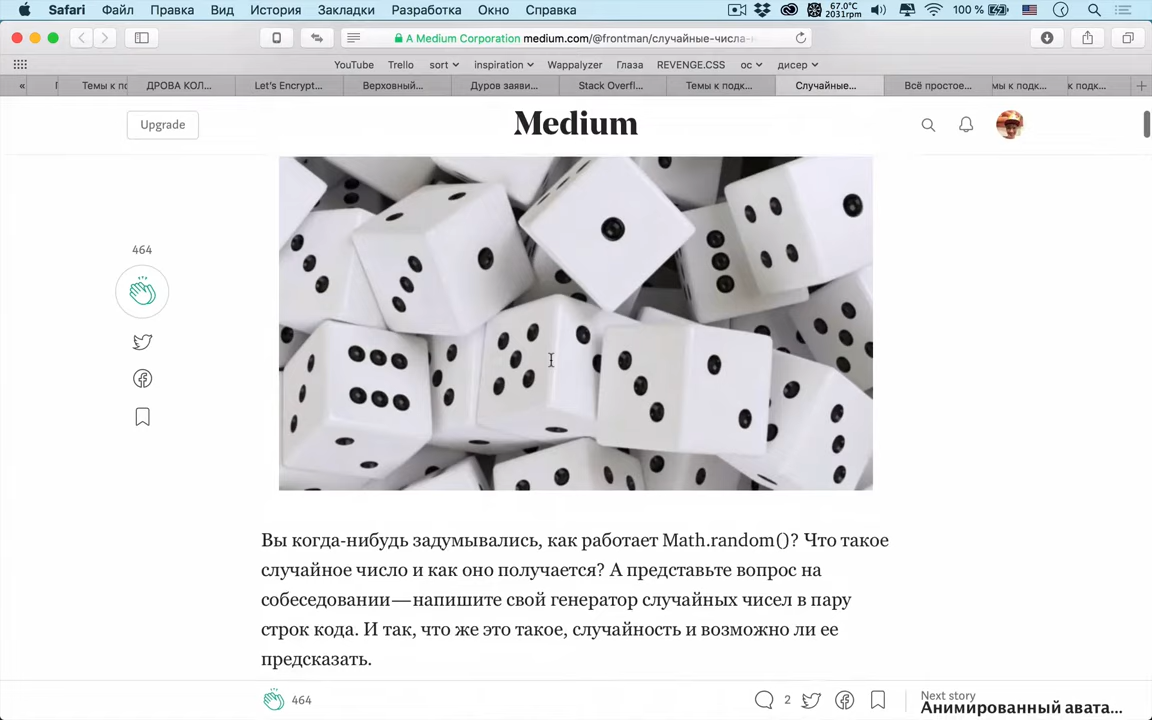 Safari Файл Правка Вид История Закладки Разработка Окно Справка 67.0°C 2031rpm 100 %
A Medium Corporation medium.com/@frontman/случайные-числа-
YouTube Trello sort inspiration Wappalyzer Глаза REVENGE.CSS ос дисер
« Темы к по ДРОВА КОЛ... Let's Encrypt... Верховный... Дуров заяви... Stack Overfl... Темы к подк... Случайные... Всё простое... мы к подк... к подк...
Upgrade Medium
464
Вы когда-нибудь задумывались, как работает Math.random()? Что такое
случайное число и как оно получается? А представьте вопрос на
собеседовании — напишите свой генератор случайных чисел в пару
строк кода. И так, что же это такое, случайность и возможно ли ее
предсказать.
464 2 Next story
Анимированный авата...